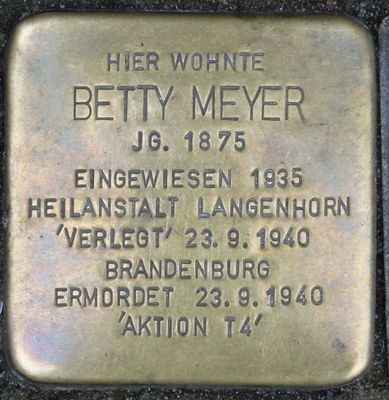 HIER WOHNTE
BETTY MEYER
JG. 1875
EINGEWIESEN 1935
HEILANSTALT LANGENHORN
'VERLEGT' 23.9.1940
BRANDENBURG
ERMORDET 23.9.1940
'AKTION T4'